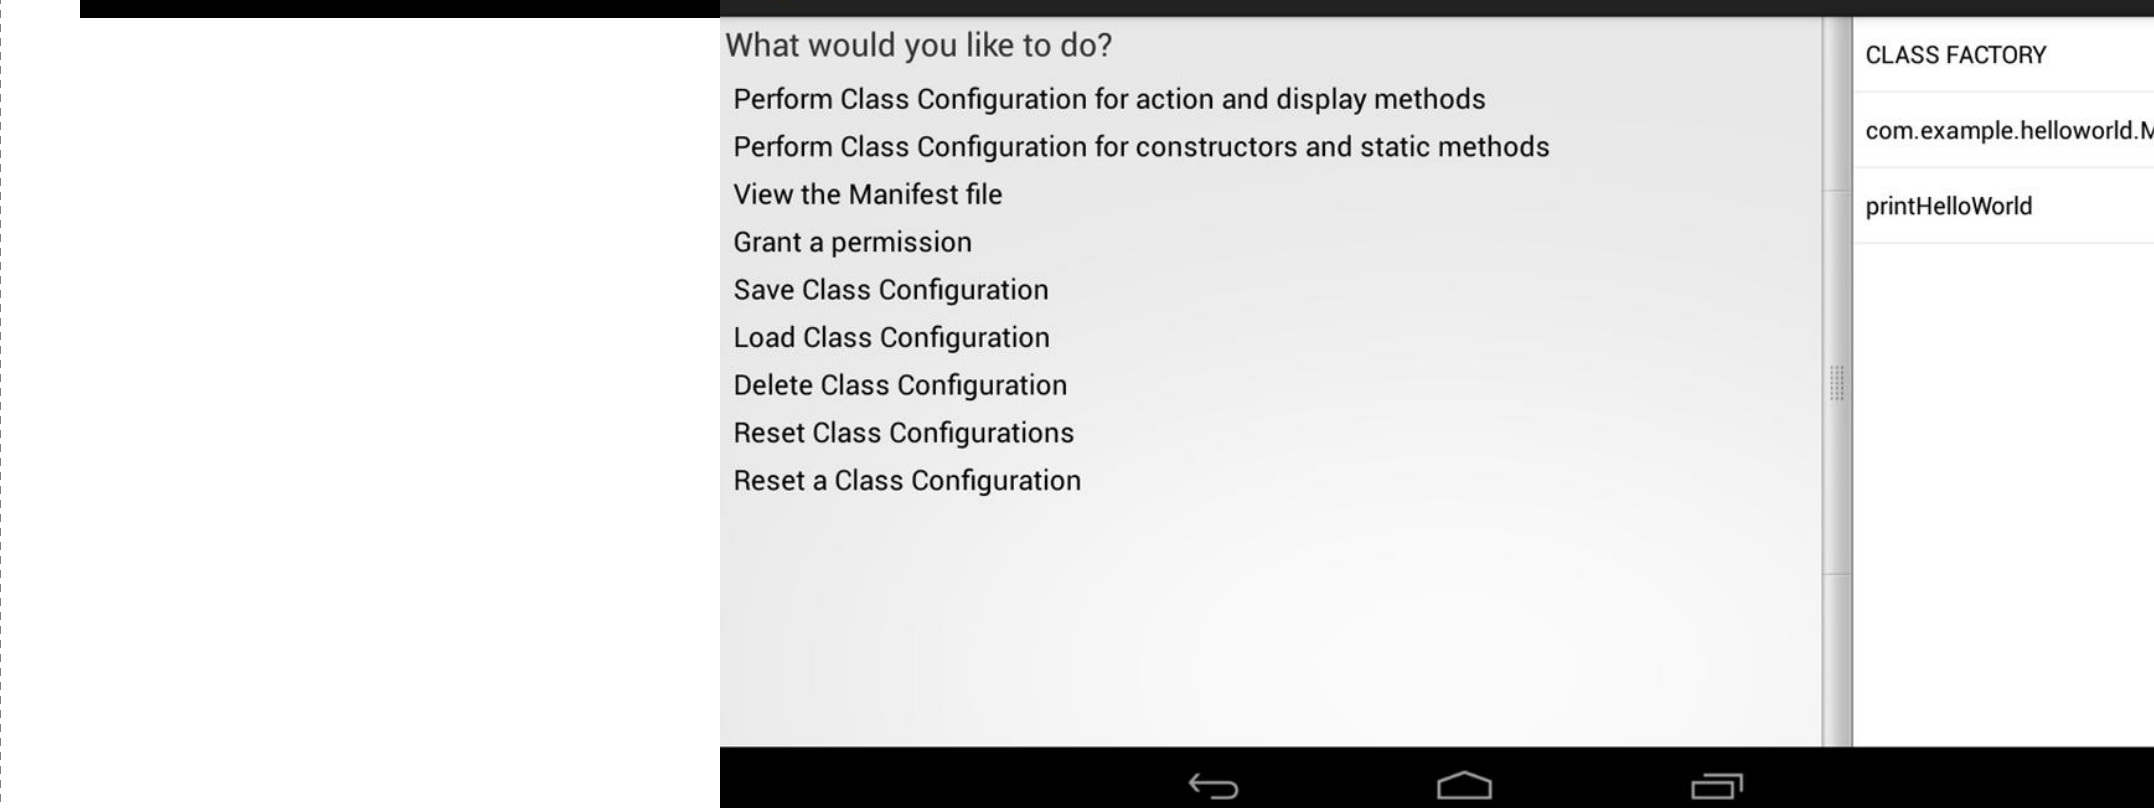 What would you like to do?
Perform Class Configuration for action and display methods
Perform Class Configuration for constructors and static methods
View the Manifest file
Grant a permission
Save Class Configuration
Load Class Configuration
Delete Class Configuration
Reset Class Configurations
Reset a Class Configuration
CLASS FACTORY
com.example.helloworld.M
printHelloWorld